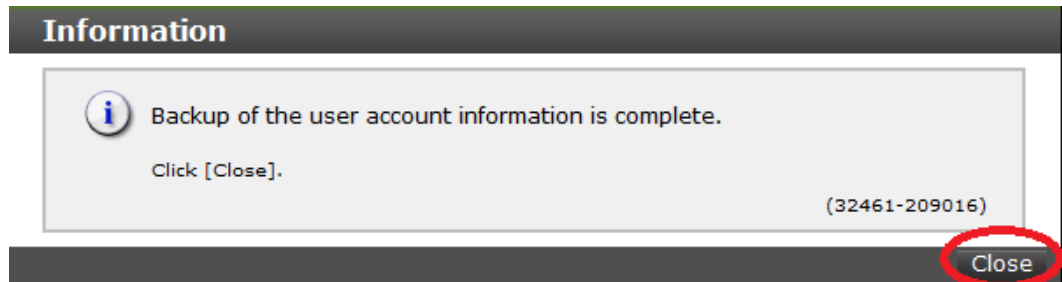 Information
i
Backup of the user account information is complete.
Click [Close].
(32461-209016)
Close